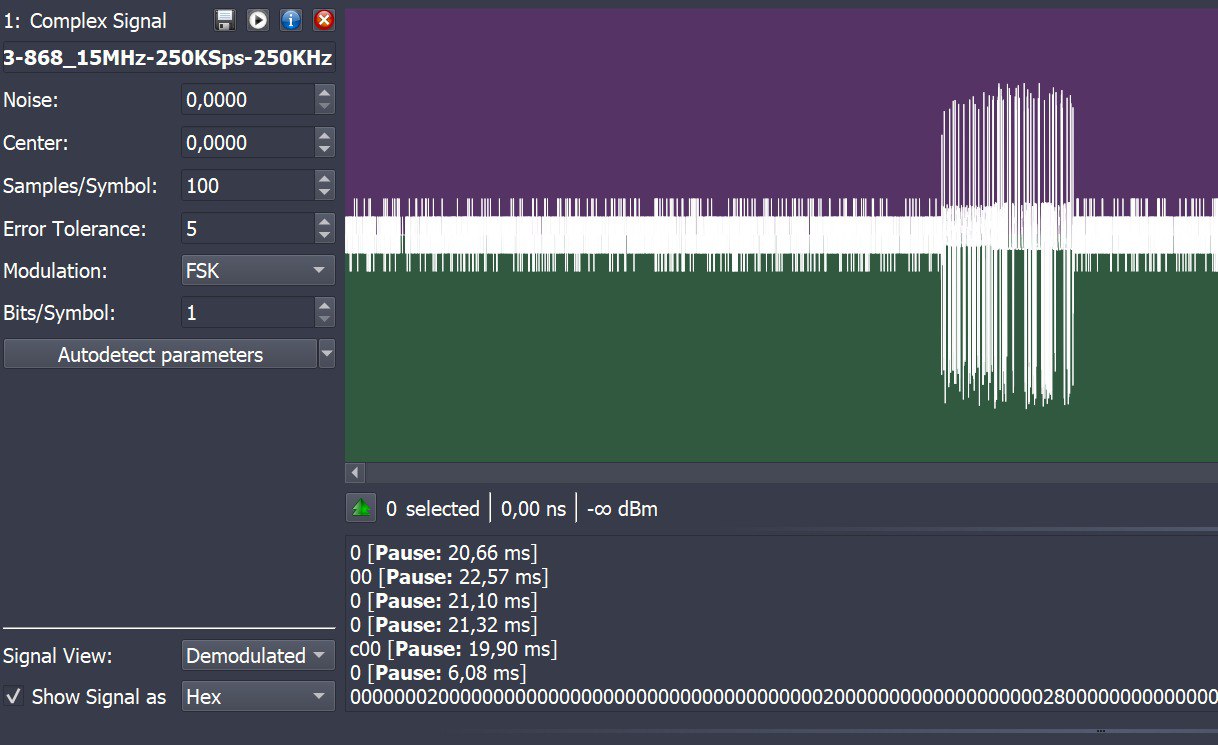 1: Complex Signal
3-868_15MHz-250KSps-250KHz
Noise: 0,0000
Center: 0,0000
Samples/Symbol: 100
Error Tolerance: 5
Modulation: FSK
Bits/Symbol: 1
Autodetect parameters
0 selected 0,00 ns -∞ dBm
0 [Pause: 20,66 ms]
00 [Pause: 22,57 ms]
0 [Pause: 21,10 ms]
0 [Pause: 21,32 ms]
c00 [Pause: 19,90 ms]
0 [Pause: 6,08 ms]
Signal View: Demodulated
Show Signal as Hex